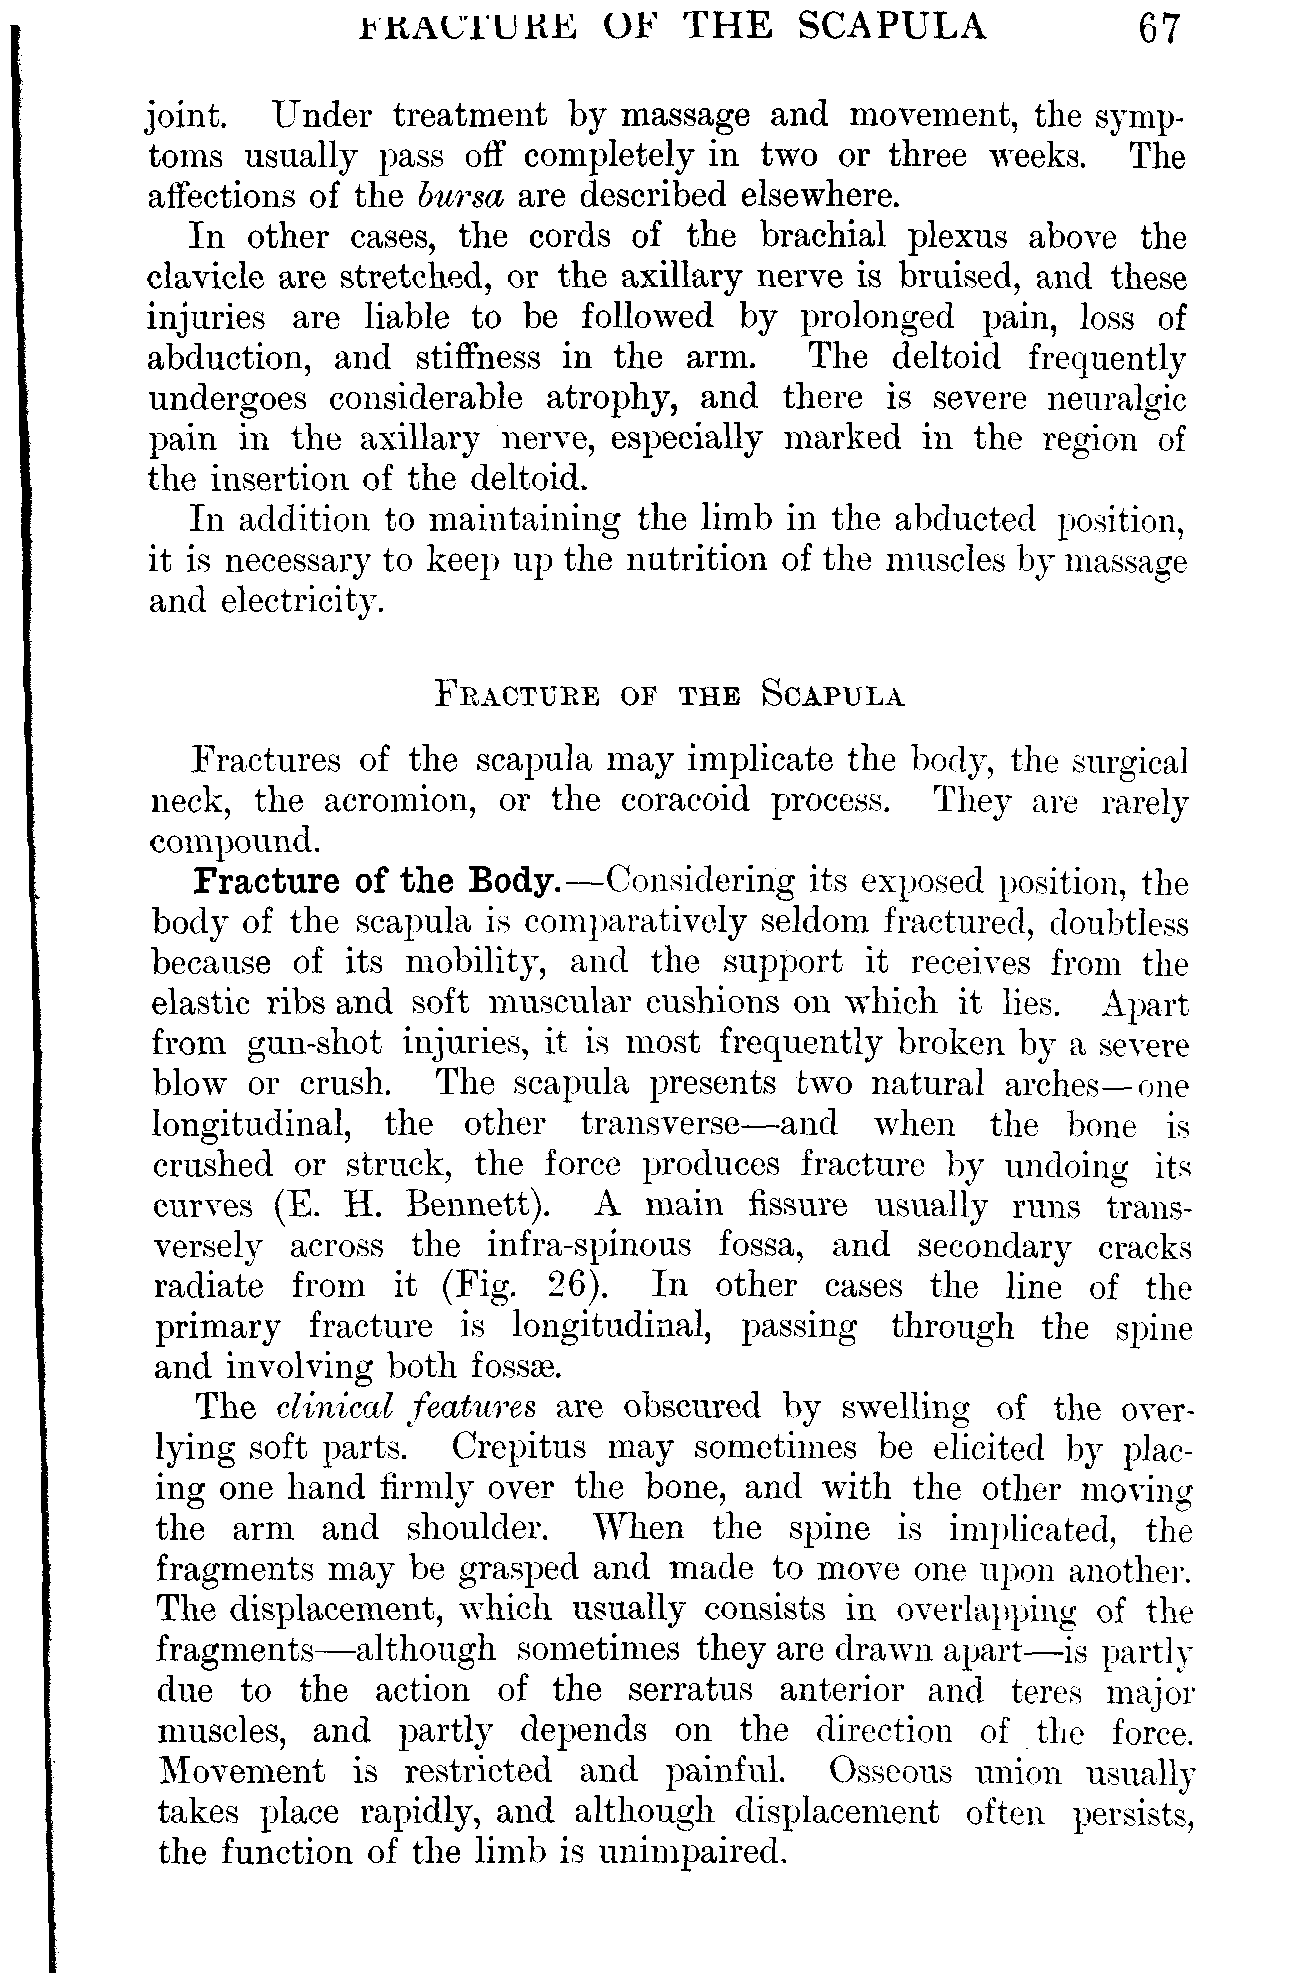 FRACTURE OF THE SCAPULA 67
joint. Under treatment by massage and movement, the symp-
toms usually pass off completely in two or three weeks. The
affections of the bursa are described elsewhere.
In other cases, the cords of the brachial plexus above the
clavicle are stretched, or the axillary nerve is bruised, and these
injuries are liable to be followed by prolonged pain, loss of
abduction, and stiffness in the arm. The deltoid frequently
undergoes considerable atrophy, and there is severe neuralgic
pain in the axillary nerve, especially marked in the region of
the insertion of the deltoid.
In addition to maintaining the limb in the abducted position,
it is necessary to keep up the nutrition of the muscles by massage
and electricity.
FRACTURE OF THE SCAPULA
Fractures of the scapula may implicate the body, the surgical
neck, the acromion, or the coracoid process. They are rarely
compound.
Fracture of the Body.—Considering its exposed position, the
body of the scapula is comparatively seldom fractured, doubtless
because of its mobility, and the support it receives from the
elastic ribs and soft muscular cushions on which it lies. Apart
from gun-shot injuries, it is most frequently broken by a severe
blow or crush. The scapula presents two natural arches—one
longitudinal, the other transverse—and when the bone is
crushed or struck, the force produces fracture by undoing its
curves (E. H. Bennett). A main fissure usually runs trans-
versely across the infra-spinous fossa, and secondary cracks
radiate from it (Fig. 26). In other cases the line of the
primary fracture is longitudinal, passing through the spine
and involving both fossæ.
The clinical features are obscured by swelling of the over-
lying soft parts. Crepitus may sometimes be elicited by plac-
ing one hand firmly over the bone, and with the other moving
the arm and shoulder. When the spine is implicated, the
fragments may be grasped and made to move one upon another.
The displacement, which usually consists in overlapping of the
fragments—although sometimes they are drawn apart—is partly
due to the action of the serratus anterior and teres major
muscles, and partly depends on the direction of the force.
Movement is restricted and painful. Osseous union usually
takes place rapidly, and although displacement often persists,
the function of the limb is unimpaired.